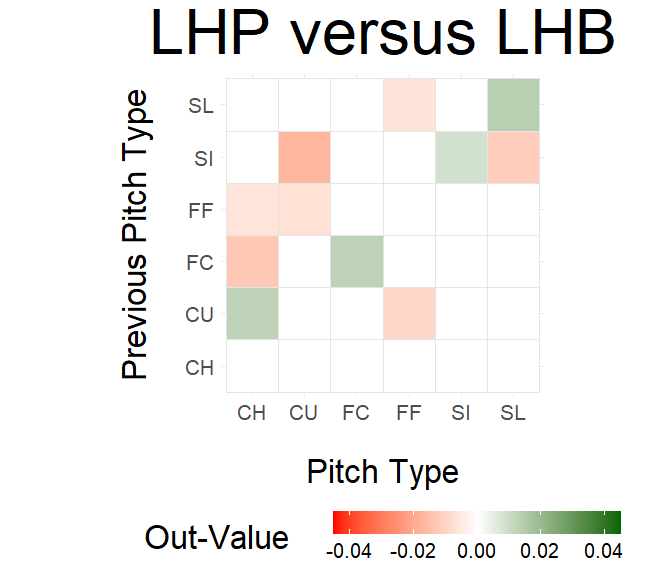 LHP versus LHB
Previous Pitch Type
SL
SI
FF
FC
CU
CH
CH CU FC FF SI SL
Pitch Type
Out-Value
-0.04 -0.02 0.00 0.02 0.04